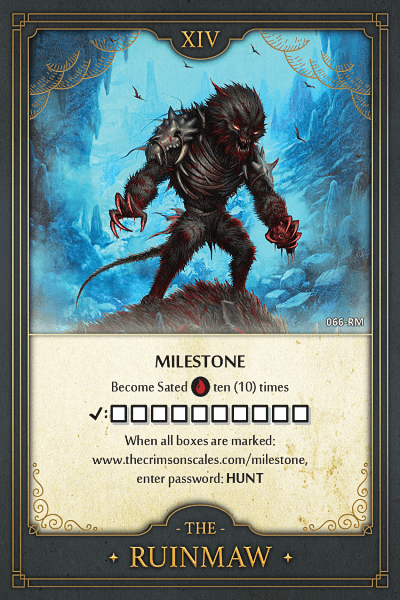 XIV
066-RM
MILESTONE
Become Sated ten (10) times
✓:
When all boxes are marked:
www.thecrimsonscales.com/milestone,
enter password: HUNT
- THE -
RUINMAW